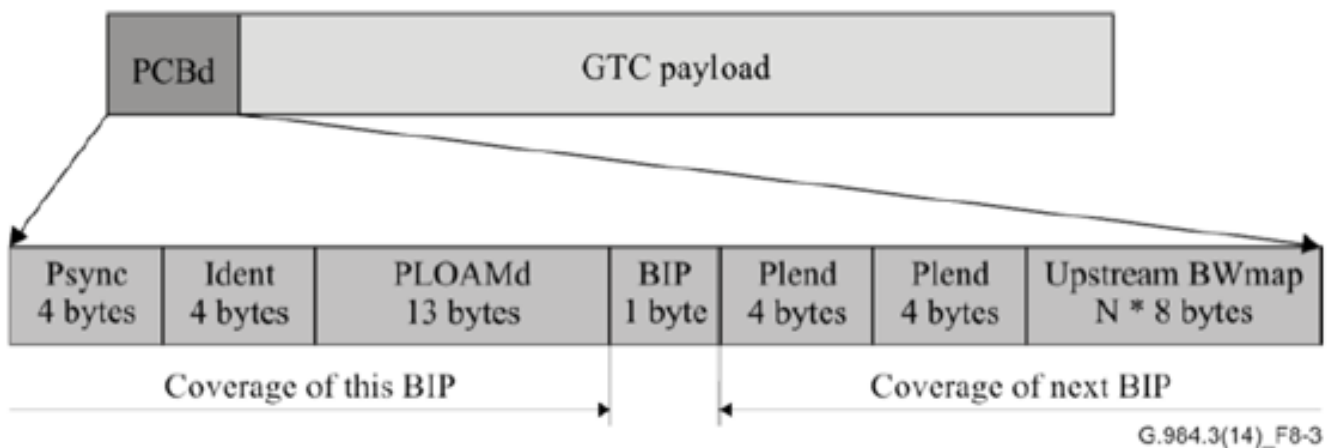 PCBd
GTC payload
Psync
4 bytes
Ident
4 bytes
PLOAMd
13 bytes
BIP
1 byte
Plend
4 bytes
Plend
4 bytes
Upstream BWmap
N * 8 bytes
Coverage of this BIP
Coverage of next BIP
G.984.3(14)_F8-3